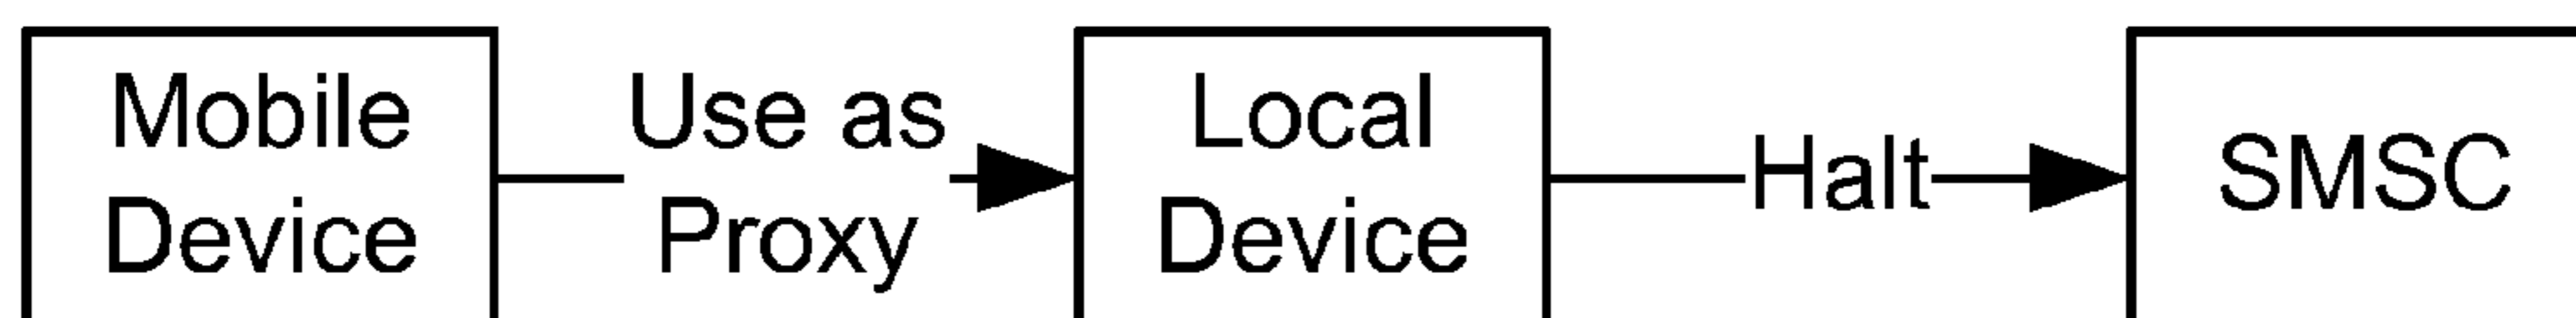 Mobile
Device
Use as
Proxy
Local
Device
Halt
SMSC